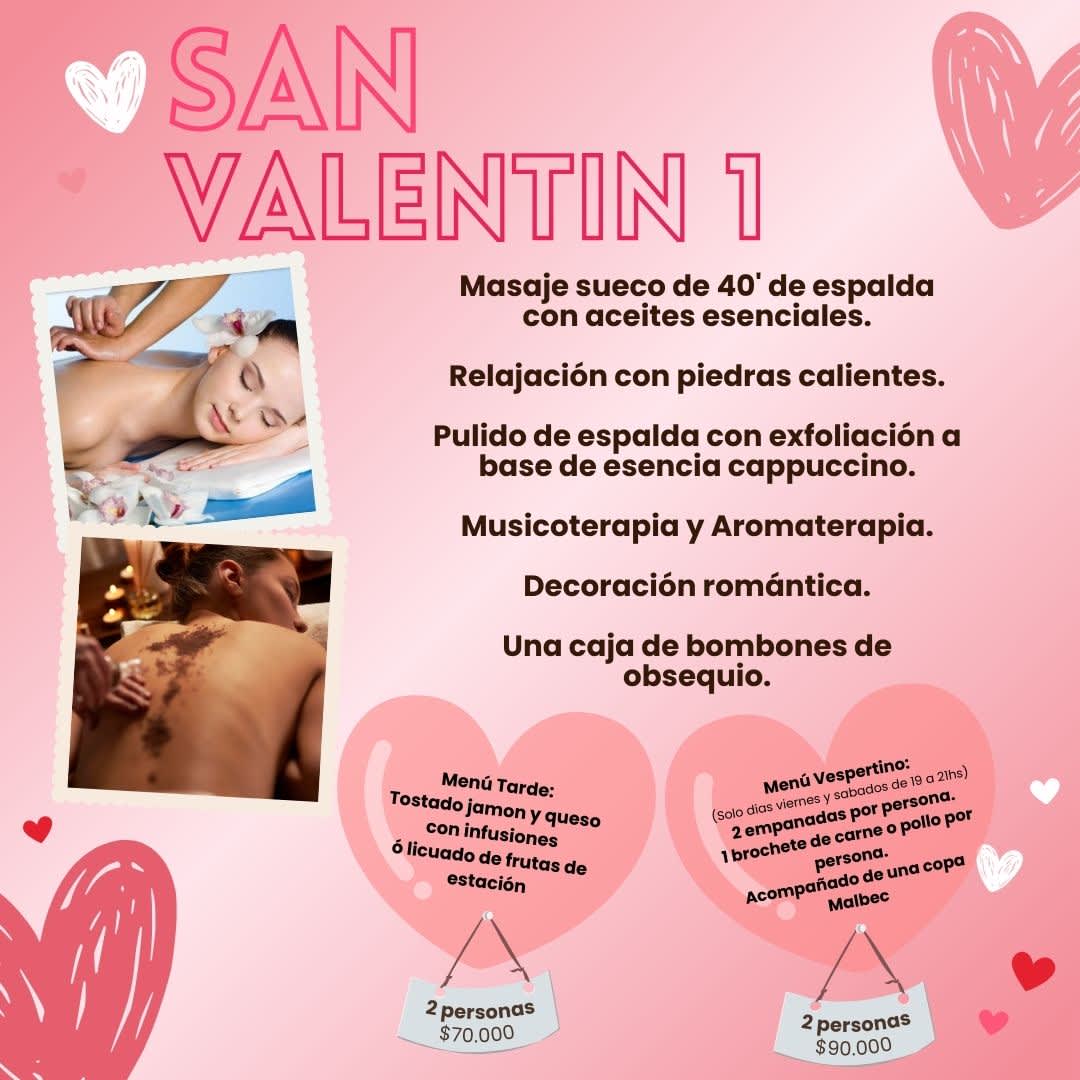 SAN
VALENTIN 1
Masaje sueco de 40' de espalda
con aceites esenciales.
Relajación con piedras calientes.
Pulido de espalda con exfoliación a
base de esencia cappuccino.
Musicoterapia y Aromaterapia.
Decoración romántica.
Una caja de bombones de
obsequio.
Menú Tarde:
Tostado jamon y queso
con infusiones
ó licuado de frutas de
estación
2 personas
$70.000
Menú Vespertino:
(Solo dias viernes y sabados de 19 a 21hs)
2 empanadas por persona.
1 brochete de carne o pollo por
persona.
Acompañado de una copa
Malbec
2 personas
$90.000